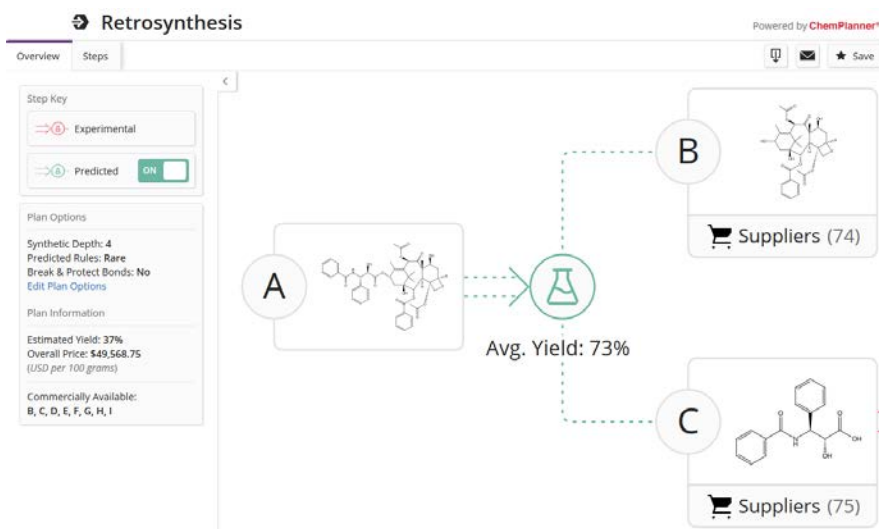 Retrosynthesis
Powered by ChemPlanner®
Overview
Steps
Save
Step Key
Experimental
Predicted
ON
Plan Options
Synthetic Depth: 4
Predicted Rules: Rare
Break & Protect Bonds: No
Edit Plan Options
Plan Information
Estimated Yield: 37%
Overall Price: $49,568.75
(USD per 100 grams)
Commercially Available:
B, C, D, E, F, G, H, I
A
Avg. Yield: 73%
B
Suppliers (74)
C
O
N
H
O
OH
OH
Suppliers (75)